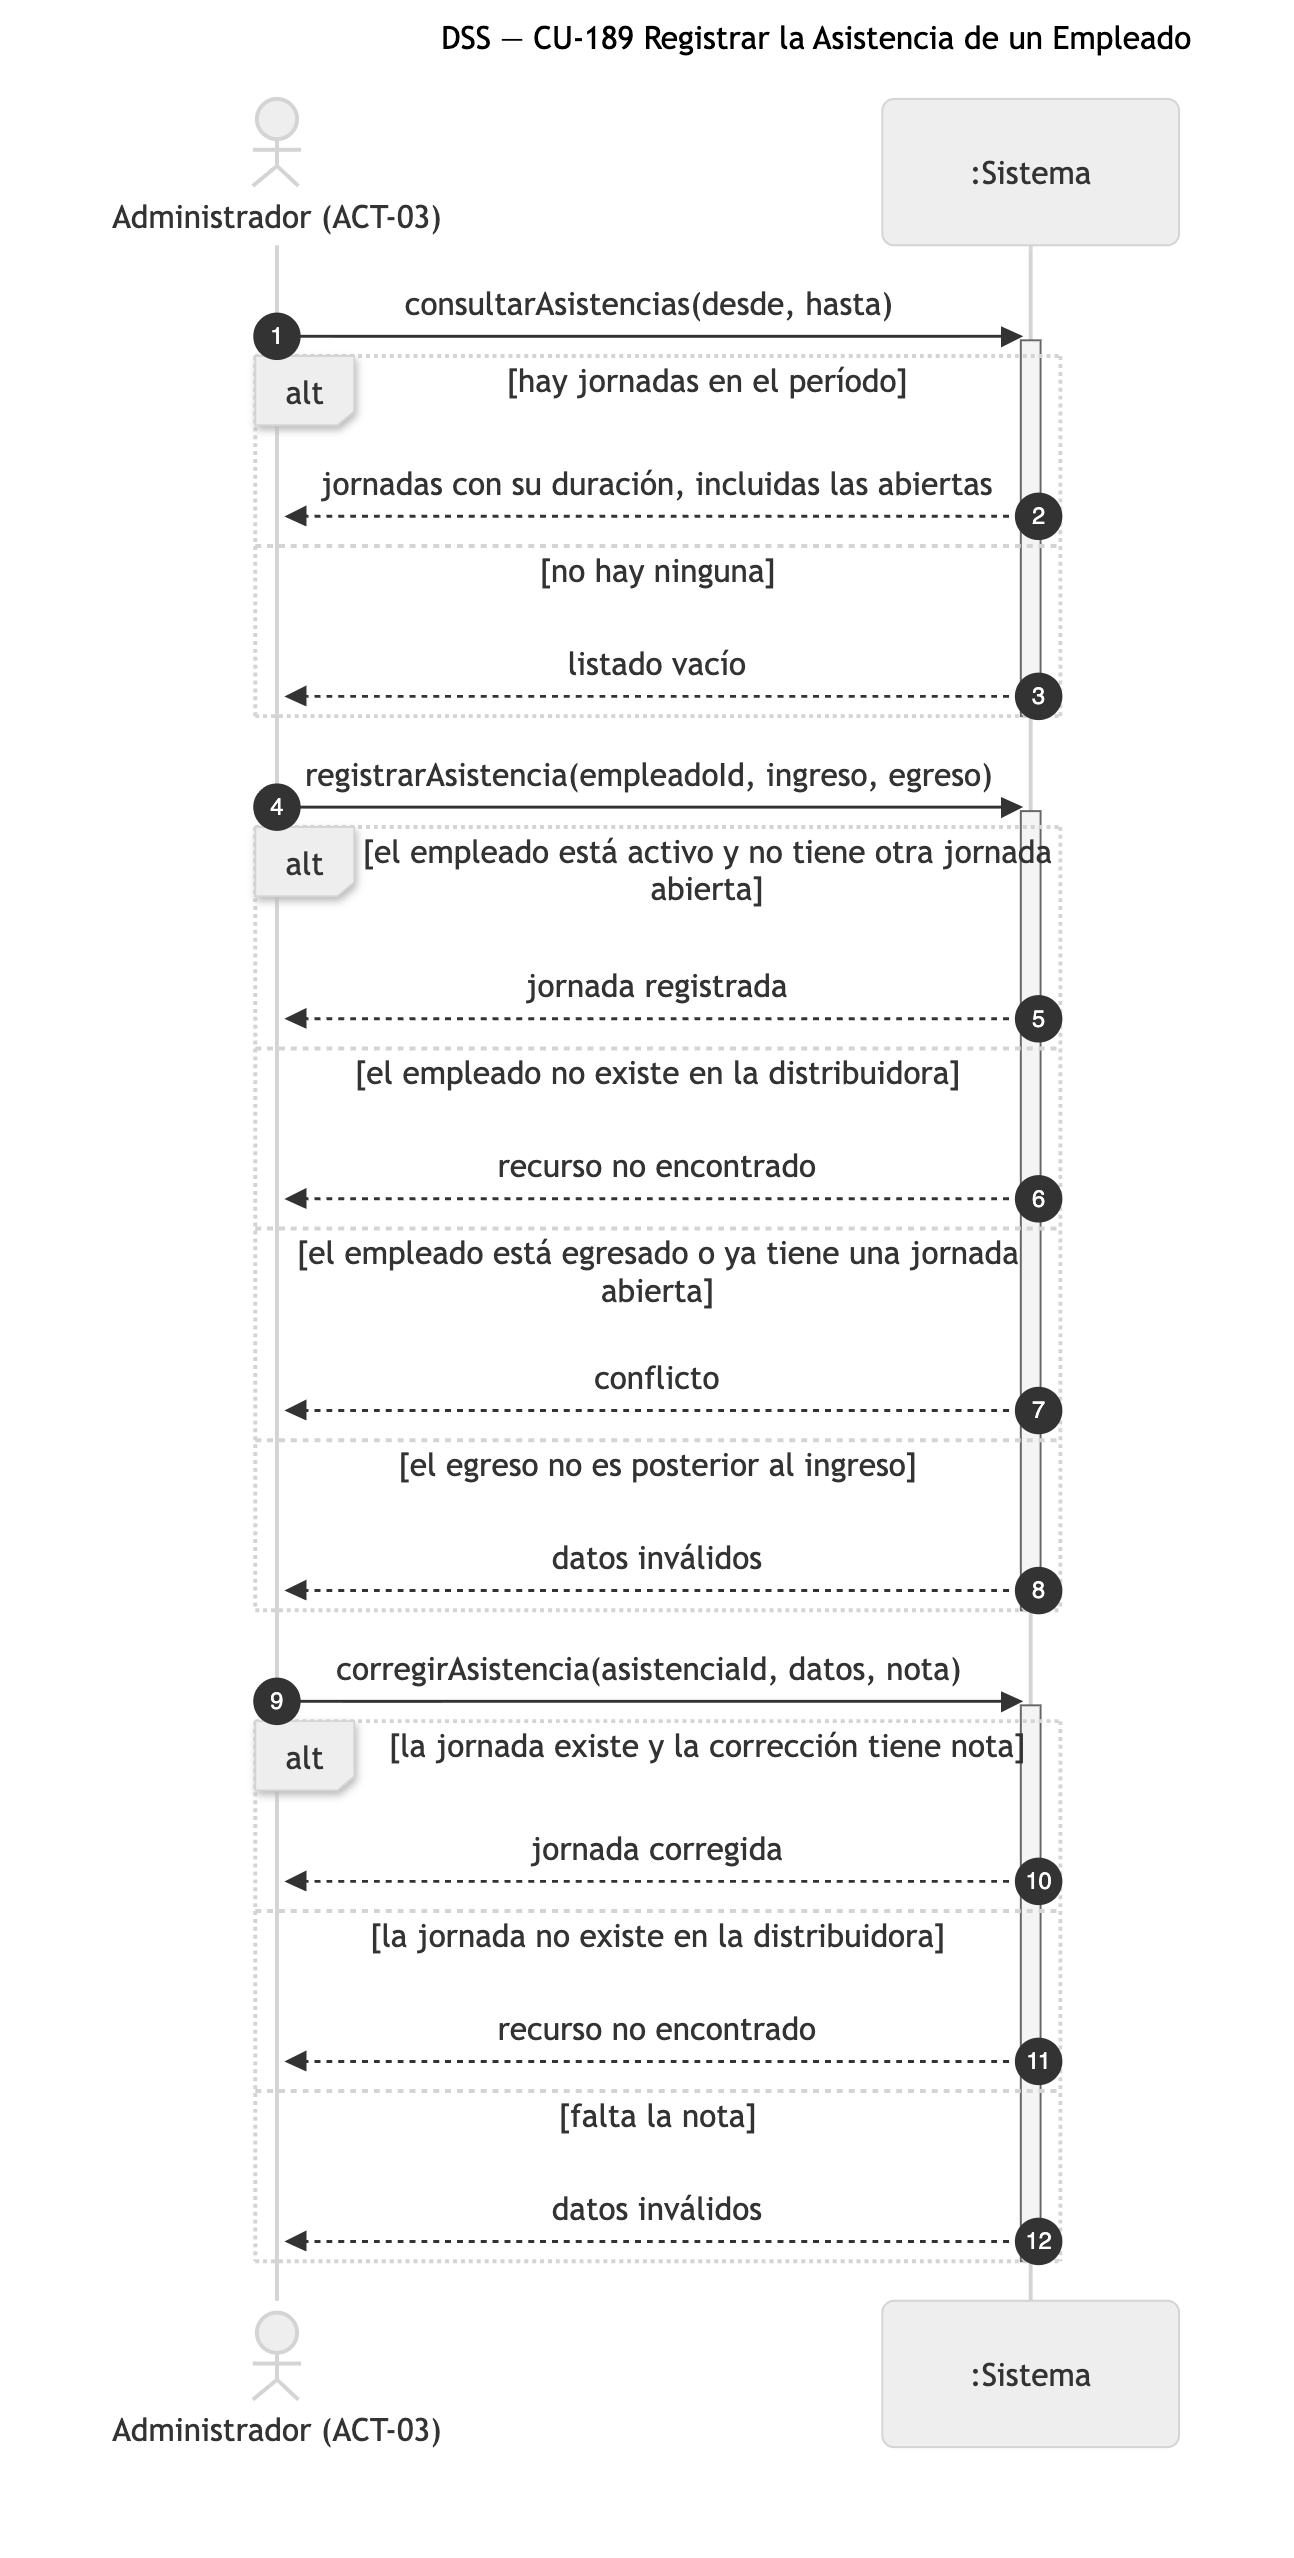 DSS — CU-189 Registrar la Asistencia de un Empleado
Administrador (ACT-03)
:Sistema
consultarAsistencias(desde, hasta)
1
alt
[hay jornadas en el período]
jornadas con su duración, incluidas las abiertas
2
[no hay ninguna]
listado vacío
3
registrarAsistencia(empleadoId, ingreso, egreso)
4
alt
[el empleado está activo y no tiene otra jornada
abierta]
jornada registrada
5
[el empleado no existe en la distribuidora]
recurso no encontrado
6
[el empleado está egresado o ya tiene una jornada
abierta]
conflicto
7
[el egreso no es posterior al ingreso]
datos inválidos
8
corregirAsistencia(asistenciaId, datos, nota)
9
alt
[la jornada existe y la corrección tiene nota]
jornada corregida
10
[la jornada no existe en la distribuidora]
recurso no encontrado
11
[falta la nota]
datos inválidos
12
Administrador (ACT-03)
:Sistema